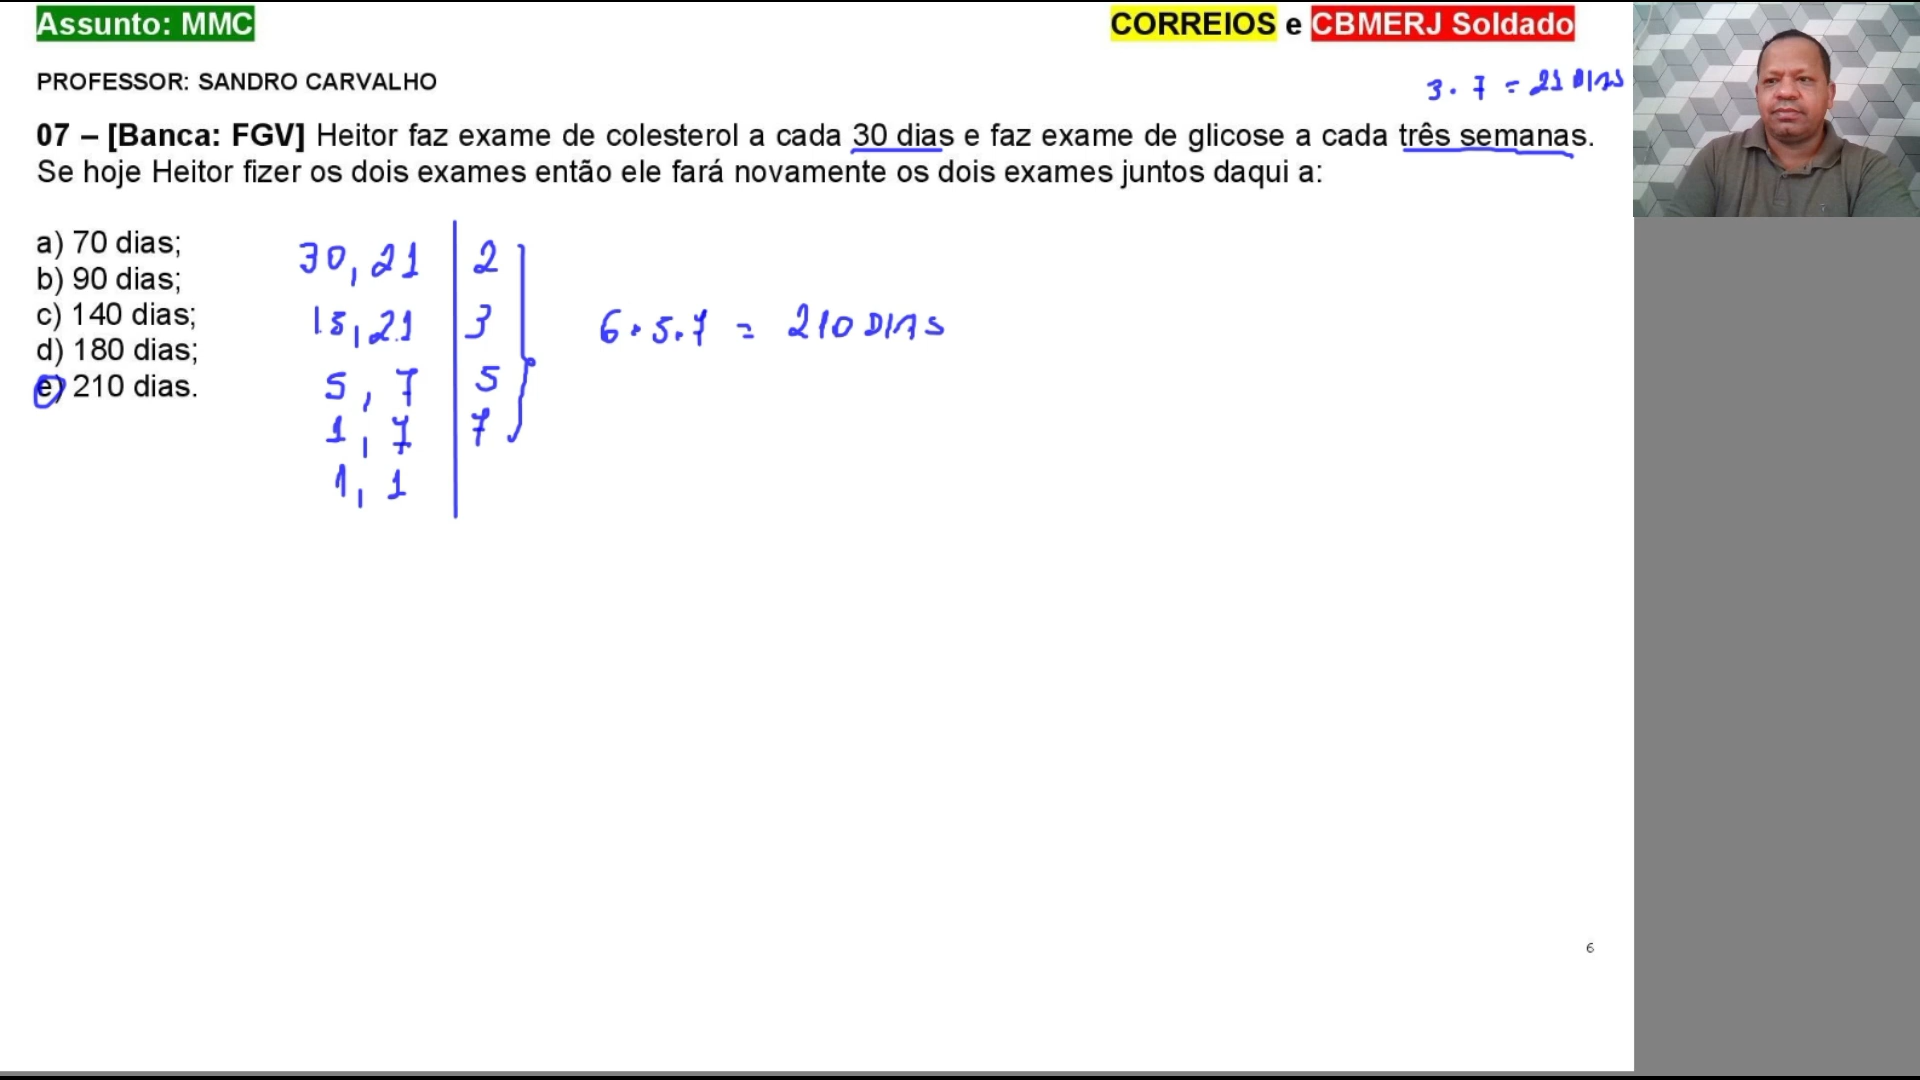 Assunto: MMC
CORREIOS e CBMERJ Soldado
PROFESSOR: SANDRO CARVALHO
3 . 7 = 21 DIAS
07 – [Banca: FGV] Heitor faz exame de colesterol a cada 30 dias e faz exame de glicose a cada três semanas.
Se hoje Heitor fizer os dois exames então ele fará novamente os dois exames juntos daqui a:
a) 70 dias;
b) 90 dias;
c) 140 dias;
d) 180 dias;
e) 210 dias.
30, 21 | 2
15, 21 | 3
5, 7 | 5
1, 7 | 7
1, 1
6 . 5 . 7 = 210 DIAS
6